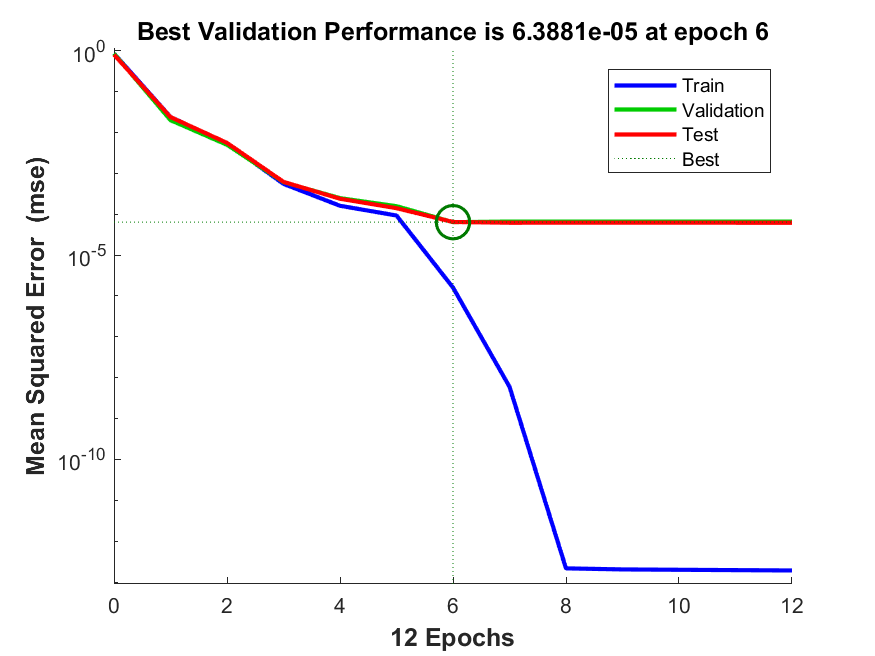 Best Validation Performance is 6.3881e-05 at epoch 6
Mean Squared Error (mse)
10^0
10^-5
10^-10
Train
Validation
Test
Best
0 2 4 6 8 10 12
12 Epochs